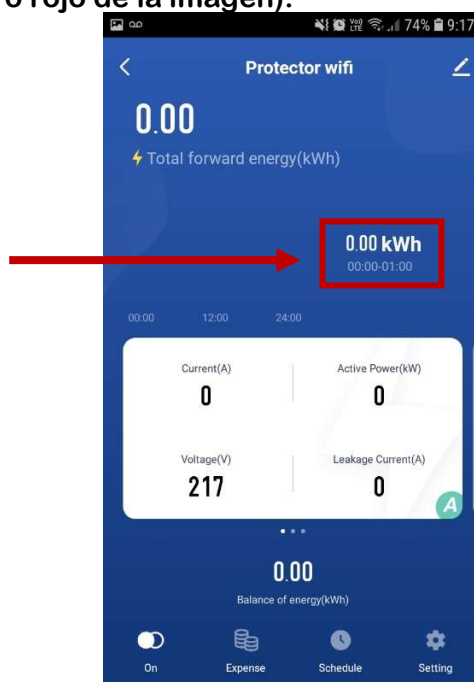 o rojo de la imagen).
74% 9:17
Protector wifi
0.00
Total forward energy(kWh)
0.00 kWh
00:00-01:00
00:00 12:00 24:00
Current(A) Active Power(kW)
0 0
Voltage(V) Leakage Current(A)
217 0
A
0.00
Balance of energy(kWh)
On Expense Schedule Setting